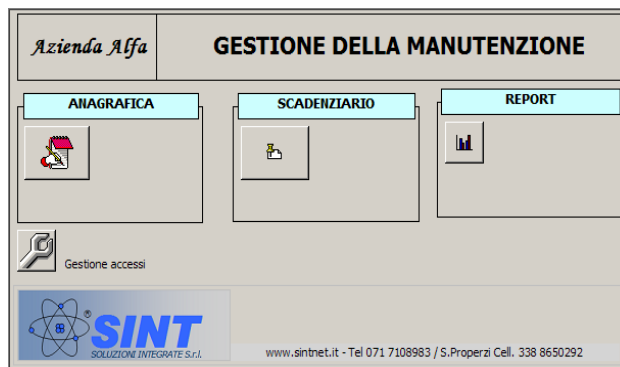 Azienda Alfa
GESTIONE DELLA MANUTENZIONE
ANAGRAFICA
SCADENZIARIO
REPORT
Gestione accessi
SINT
®
SOLUZIONI INTEGRATE S.r.l.
www.sintnet.it - Tel 071 7108983 / S.Properzi Cell. 338 8650292